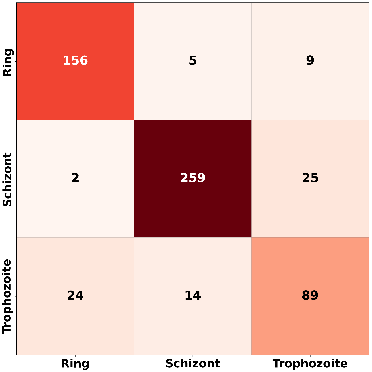 Ring
156 5 9
Schizont
2 259 25
Trophozoite
24 14 89
Ring Schizont Trophozoite